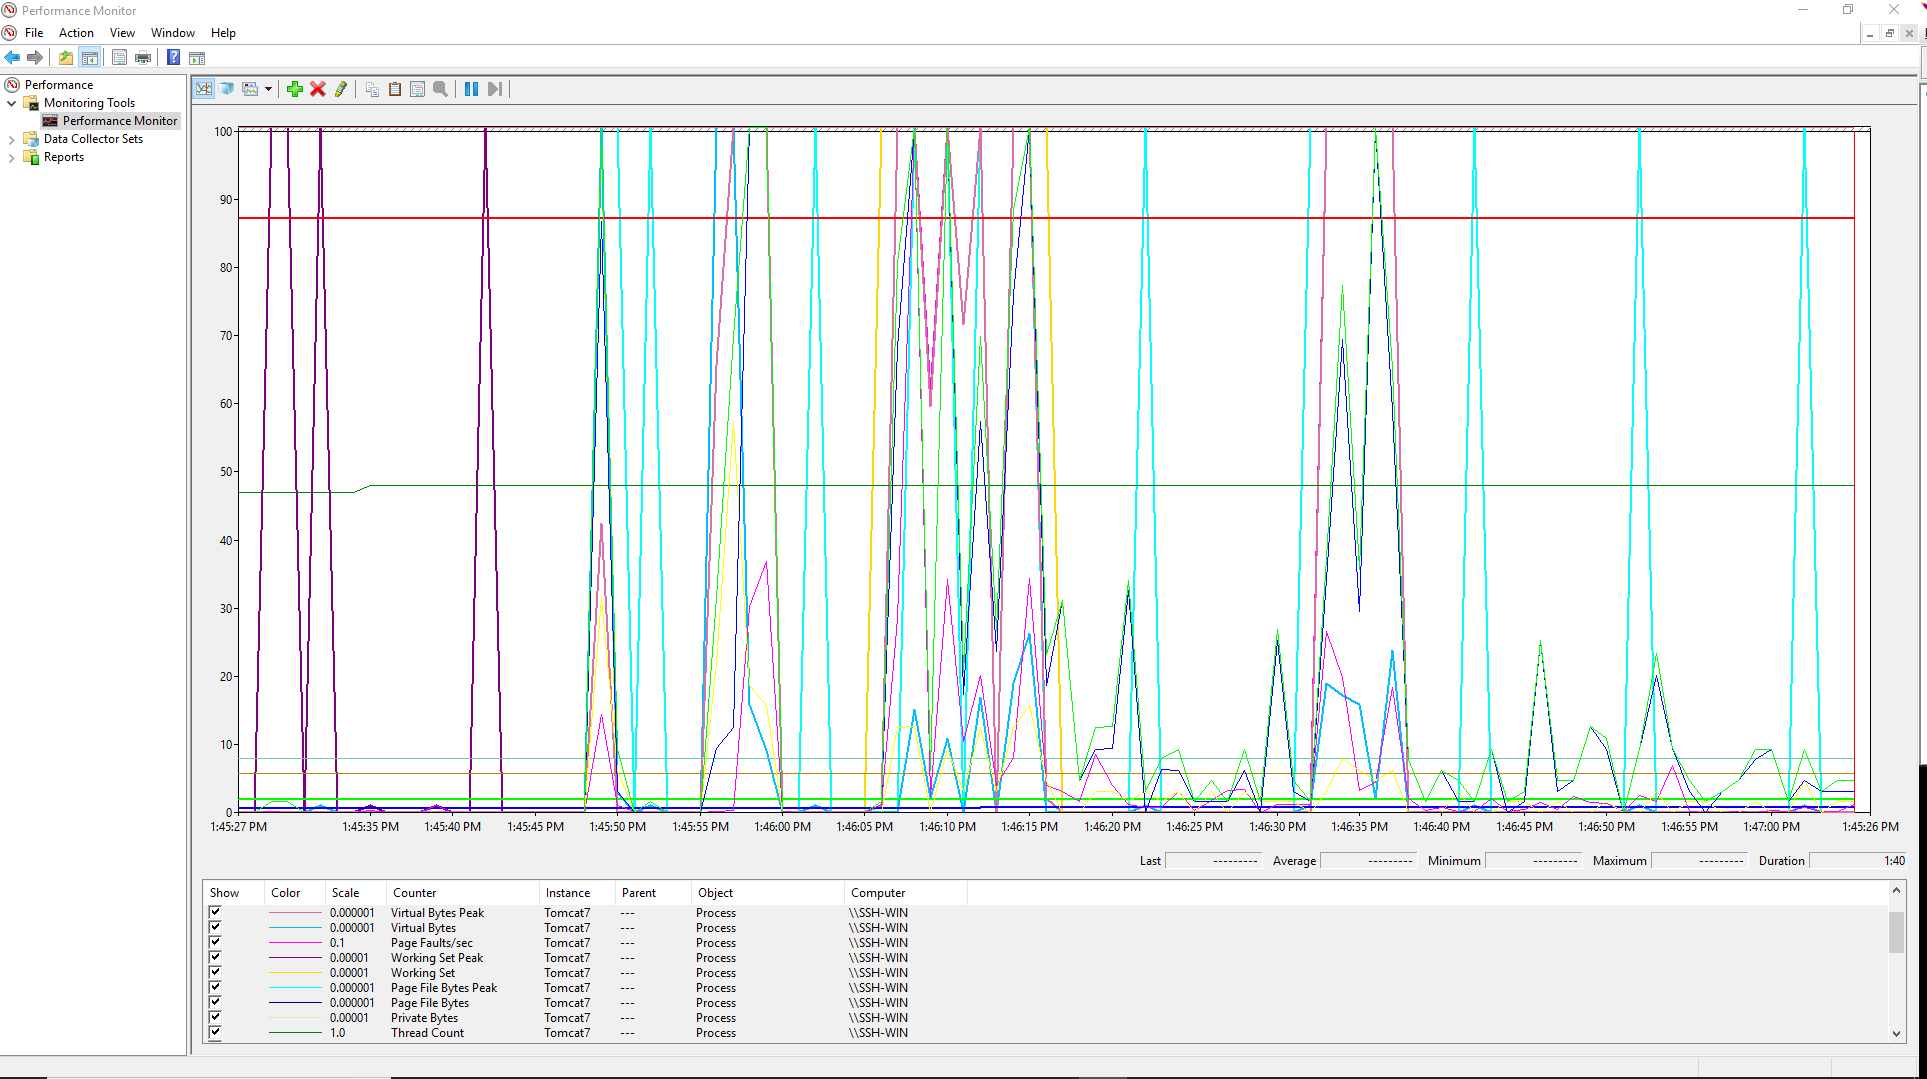 Performance Monitor
File Action View Window Help
Performance
Monitoring Tools
Performance Monitor
Data Collector Sets
Reports
100
90
80
70
60
50
40
30
20
10
0
1:45:27 PM 1:45:35 PM 1:45:40 PM 1:45:45 PM 1:45:50 PM 1:45:55 PM 1:46:00 PM 1:46:05 PM 1:46:10 PM 1:46:15 PM 1:46:20 PM 1:46:25 PM 1:46:30 PM 1:46:35 PM 1:46:40 PM 1:46:45 PM 1:46:50 PM 1:46:55 PM 1:47:00 PM 1:45:26 PM
Last --------- Average --------- Minimum --------- Maximum --------- Duration 1:40
Show Color Scale Counter Instance Parent Object Computer
0.000001 Virtual Bytes Peak Tomcat7 --- Process \\SSH-WIN
0.000001 Virtual Bytes Tomcat7 --- Process \\SSH-WIN
0.1 Page Faults/sec Tomcat7 --- Process \\SSH-WIN
0.00001 Working Set Peak Tomcat7 --- Process \\SSH-WIN
0.00001 Working Set Tomcat7 --- Process \\SSH-WIN
0.000001 Page File Bytes Peak Tomcat7 --- Process \\SSH-WIN
0.000001 Page File Bytes Tomcat7 --- Process \\SSH-WIN
0.00001 Private Bytes Tomcat7 --- Process \\SSH-WIN
1.0 Thread Count Tomcat7 --- Process \\SSH-WIN